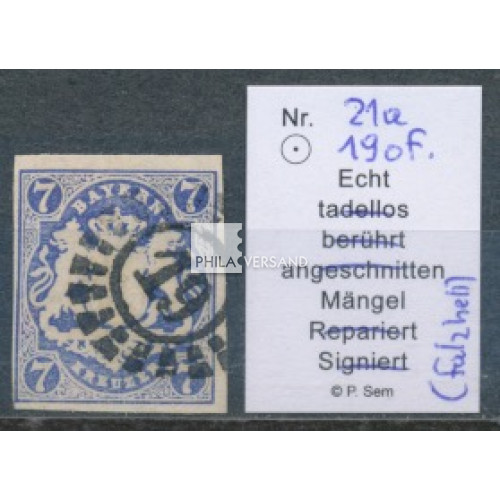 7 BAYERN 7
19
7 KREUZER 7
PHILA VERSAND
Nr. 21a
190F.
Echt
tadellos
berührt
angeschnitten
Mängel
Repariert
Signiert
© P. Sem
(Falzhell)